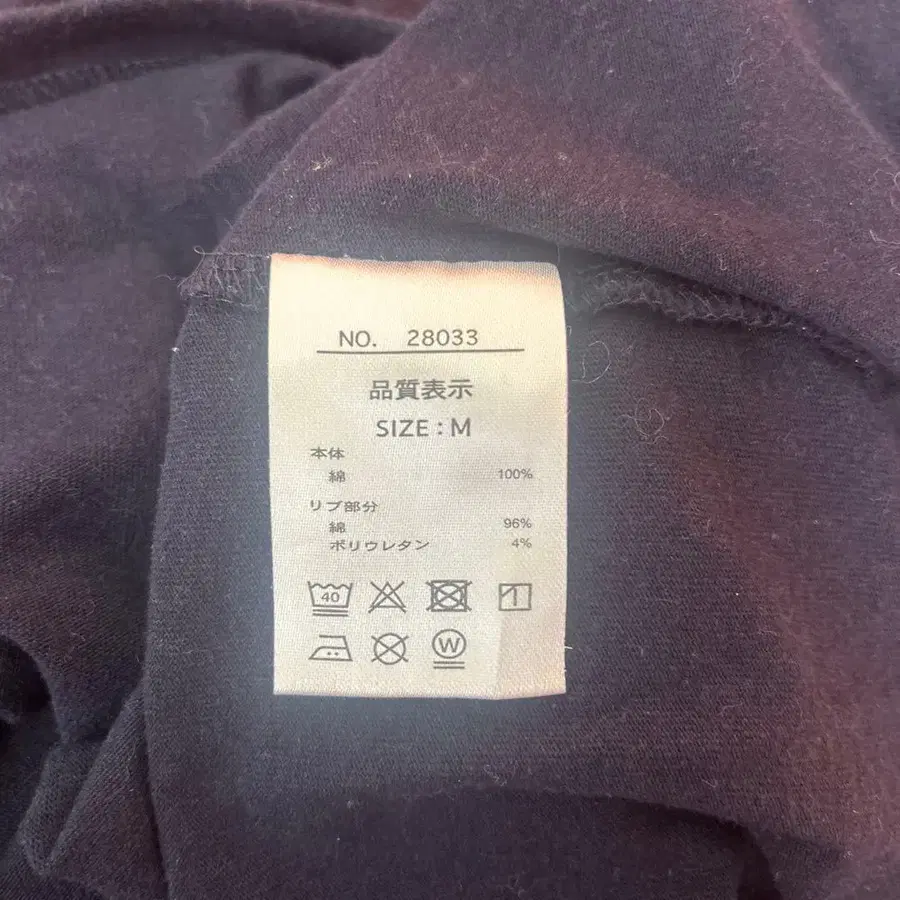 NO. 28033
品質表示
SIZE : M
本体
綿 100%
リブ部分
綿 96%
ポリウレタン 4%
40
W